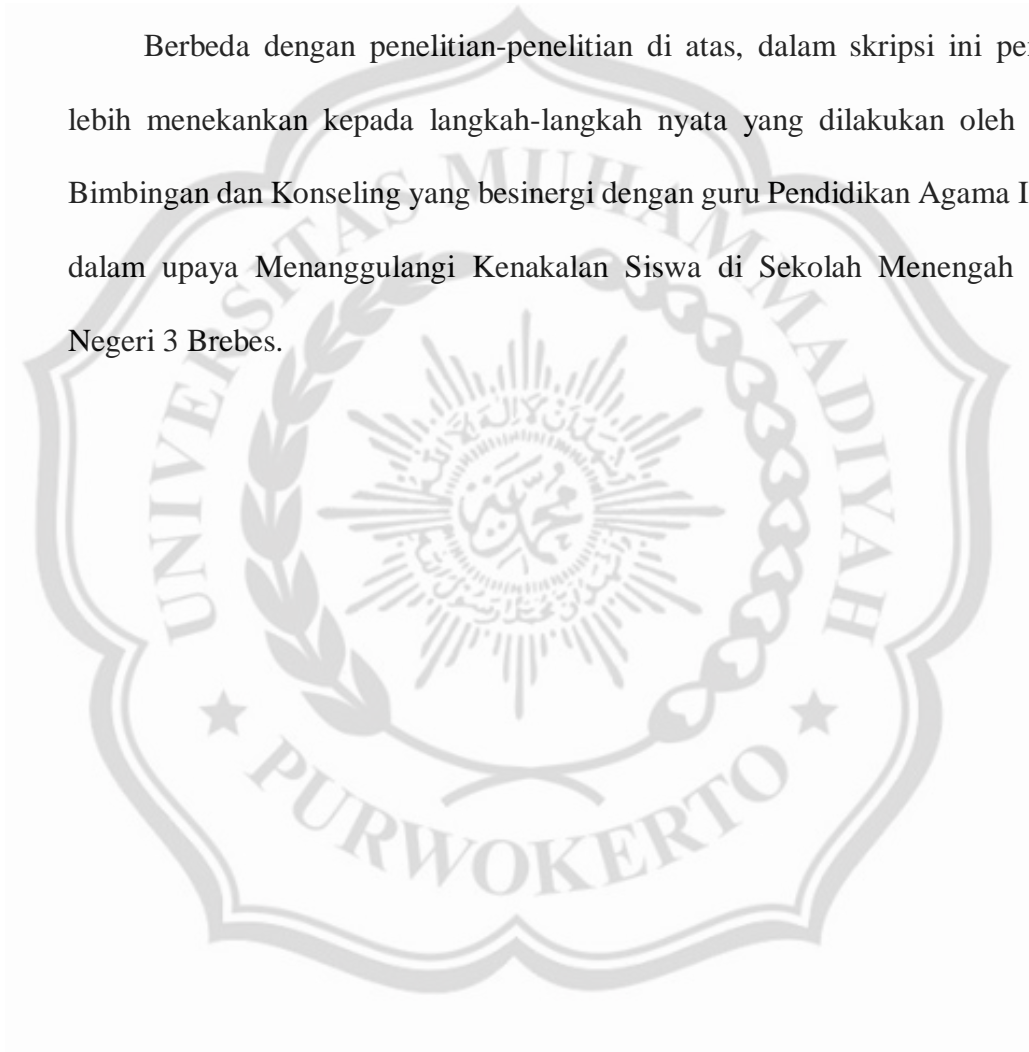 Berbeda dengan penelitian-penelitian di atas, dalam skripsi ini
lebih menekankan kepada langkah-langkah nyata yang dilakukan oleh
Bimbingan dan Konseling yang besinergi dengan guru Pendidikan Agama
dalam upaya Menanggulangi Kenakalan Siswa di Sekolah Menengah
Negeri 3 Brebes.
UNIVERSITAS MUHAMMADIYAH
PURWOKERTO